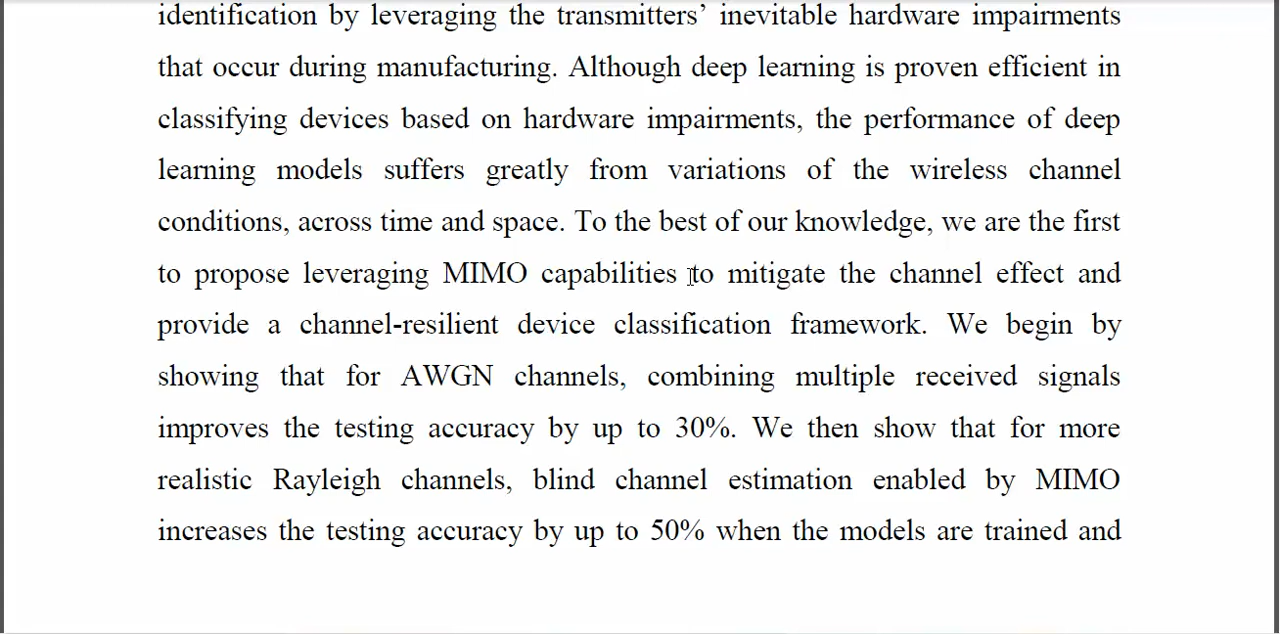 identification by leveraging the transmitters’ inevitable hardware impairments
that occur during manufacturing. Although deep learning is proven efficient in
classifying devices based on hardware impairments, the performance of deep
learning models suffers greatly from variations of the wireless channel
conditions, across time and space. To the best of our knowledge, we are the first
to propose leveraging MIMO capabilities to mitigate the channel effect and
provide a channel-resilient device classification framework. We begin by
showing that for AWGN channels, combining multiple received signals
improves the testing accuracy by up to 30%. We then show that for more
realistic Rayleigh channels, blind channel estimation enabled by MIMO
increases the testing accuracy by up to 50% when the models are trained and